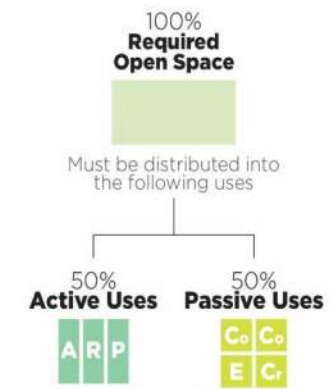 100%
Required
Open Space
Must be distributed into
the following uses
50%
Active Uses
50%
Passive Uses
A R P
Co Co
E Cr